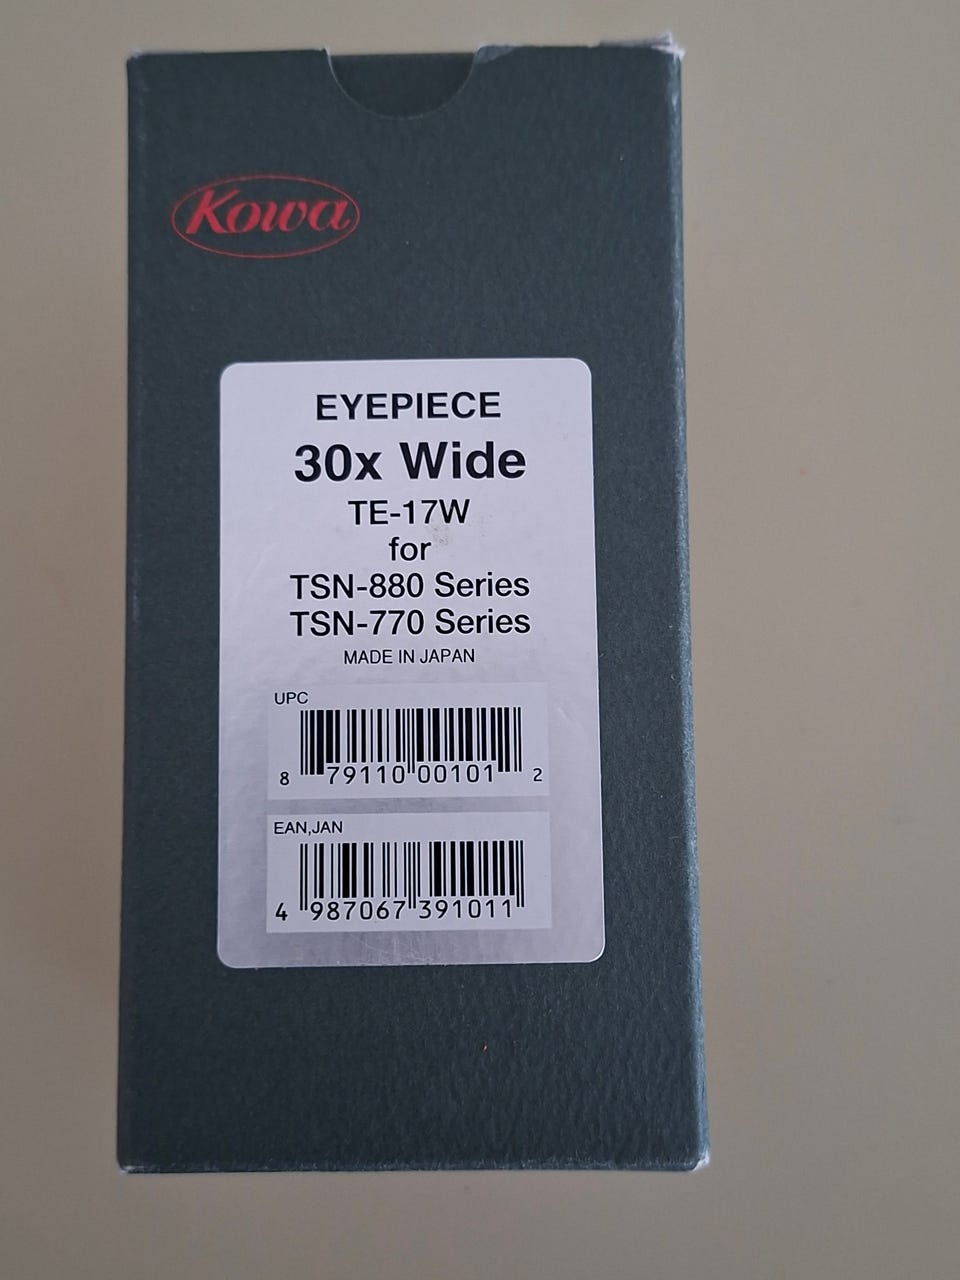 Kowa
EYEPIECE
30x Wide
TE-17W
for
TSN-880 Series
TSN-770 Series
MADE IN JAPAN
UPC
8 79110 00101 2
EAN,JAN
4 987067 391011